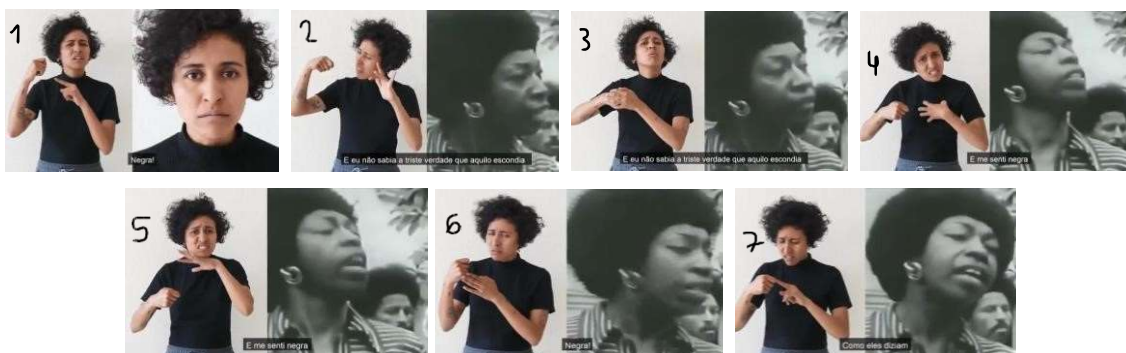 1
Negra!
2
E eu não sabia a triste verdade que aquilo escondia
3
E eu não sabia a triste verdade que aquilo escondia
4
E me senti negra
5
E me senti negra
6
Negra!
7
Como eles diziam